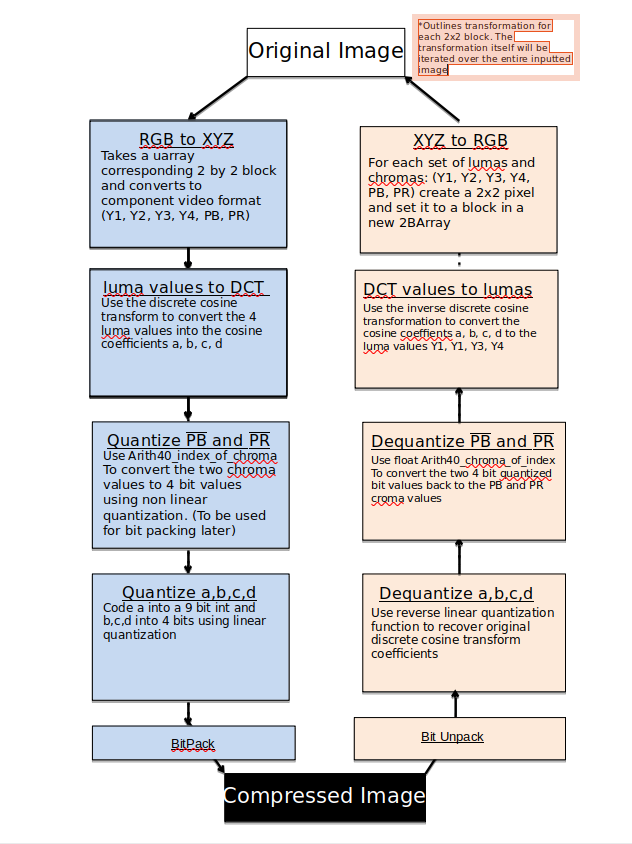 Original Image
*Outlines transformation for
each 2x2 block. The
transformation itself will be
iterated over the entire inputted
image
RGB to XYZ
Takes a uarray
corresponding 2 by 2 block
and converts to
component video format
(Y1, Y2, Y3, Y4, PB, PR)
luma values to DCT
Use the discrete cosine
transform to convert the 4
luma values into the cosine
coefficients a, b, c, d
Quantize PB and PR
Use Arith40_index_of_chroma
To convert the two chroma
values to 4 bit values
using non linear
quantization. (To be used
for bit packing later)
Quantize a,b,c,d
Code a into a 9 bit int and
b,c,d into 4 bits using linear
quantization
BitPack
Compressed Image
Bit Unpack
Dequantize a,b,c,d
Use reverse linear quantization
function to recover original
discrete cosine transform
coefficients
Dequantize PB and PR
Use float Arith40_chroma_of_index
To convert the two 4 bit quantized
bit values back to the PB and PR
croma values
DCT values to lumas
Use the inverse discrete cosine
transformation to convert the
cosine coeffients a, b, c, d to the
luma values Y1, Y1, Y3, Y4
XYZ to RGB
For each set of lumas and
chromas: (Y1, Y2, Y3, Y4,
PB, PR) create a 2x2 pixel
and set it to a block in a
new 2BArray